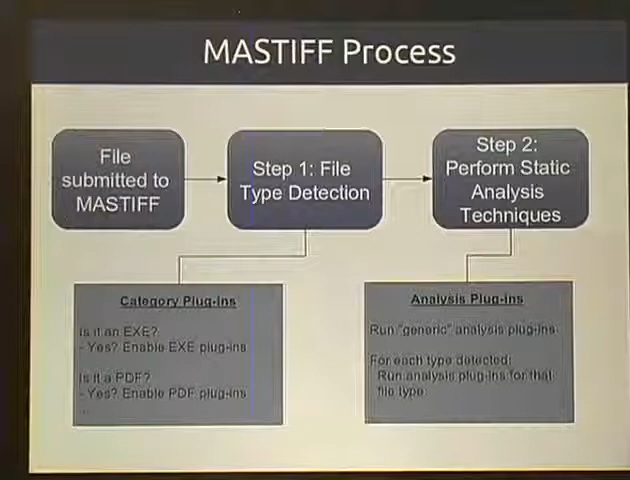 MASTIFF Process
File
submitted to
MASTIFF
Step 1: File
Type Detection
Step 2:
Perform Static
Analysis
Techniques
Category Plug-ins
Is it an EXE?
- Yes? Enable EXE plug-ins
Is it a PDF?
- Yes? Enable PDF plug-ins
...
Analysis Plug-ins
Run "generic" analysis plug-ins
For each type detected:
Run analysis plug-ins for that
file type